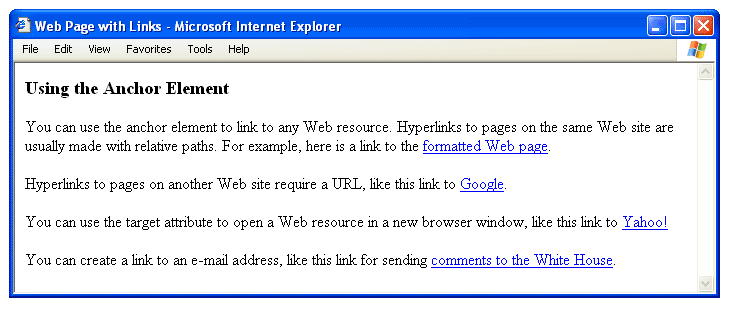 Web Page with Links - Microsoft Internet Explorer
File Edit View Favorites Tools Help
Using the Anchor Element
You can use the anchor element to link to any Web resource. Hyperlinks to pages on the same Web site are
usually made with relative paths. For example, here is a link to the formatted Web page.
Hyperlinks to pages on another Web site require a URL, like this link to Google.
You can use the target attribute to open a Web resource in a new browser window, like this link to Yahoo!
You can create a link to an e-mail address, like this link for sending comments to the White House.